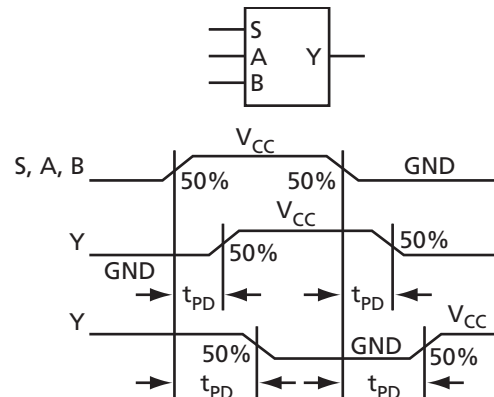 S
A Y
B
V_CC
S, A, B GND
50% 50%
V_CC
Y 50%
50%
GND
t_PD t_PD
Y V_CC
50% GND 50%
t_PD t_PD